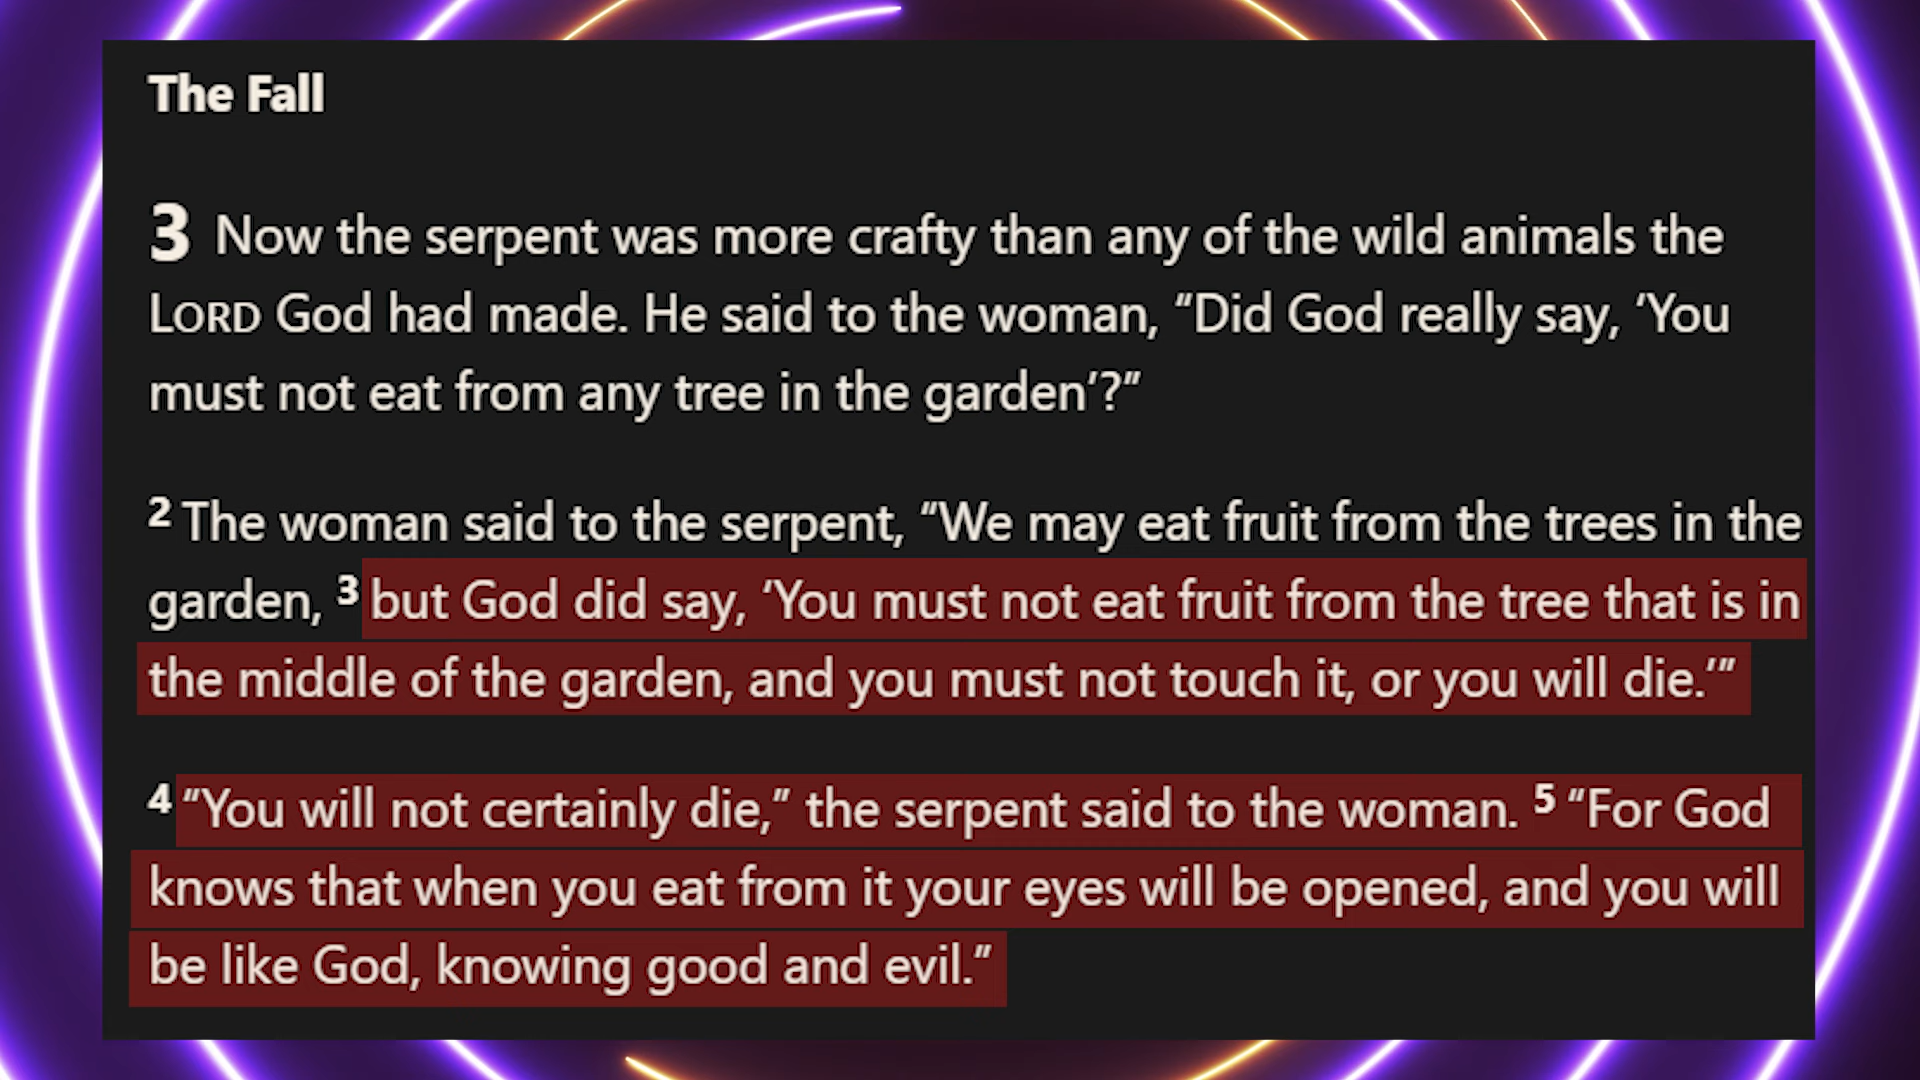 The Fall
3 Now the serpent was more crafty than any of the wild animals the
LORD God had made. He said to the woman, “Did God really say, ‘You
must not eat from any tree in the garden’?”
2 The woman said to the serpent, “We may eat fruit from the trees in the
garden, 3 but God did say, ‘You must not eat fruit from the tree that is in
the middle of the garden, and you must not touch it, or you will die.’”
4 “You will not certainly die,” the serpent said to the woman. 5 “For God
knows that when you eat from it your eyes will be opened, and you will
be like God, knowing good and evil.”